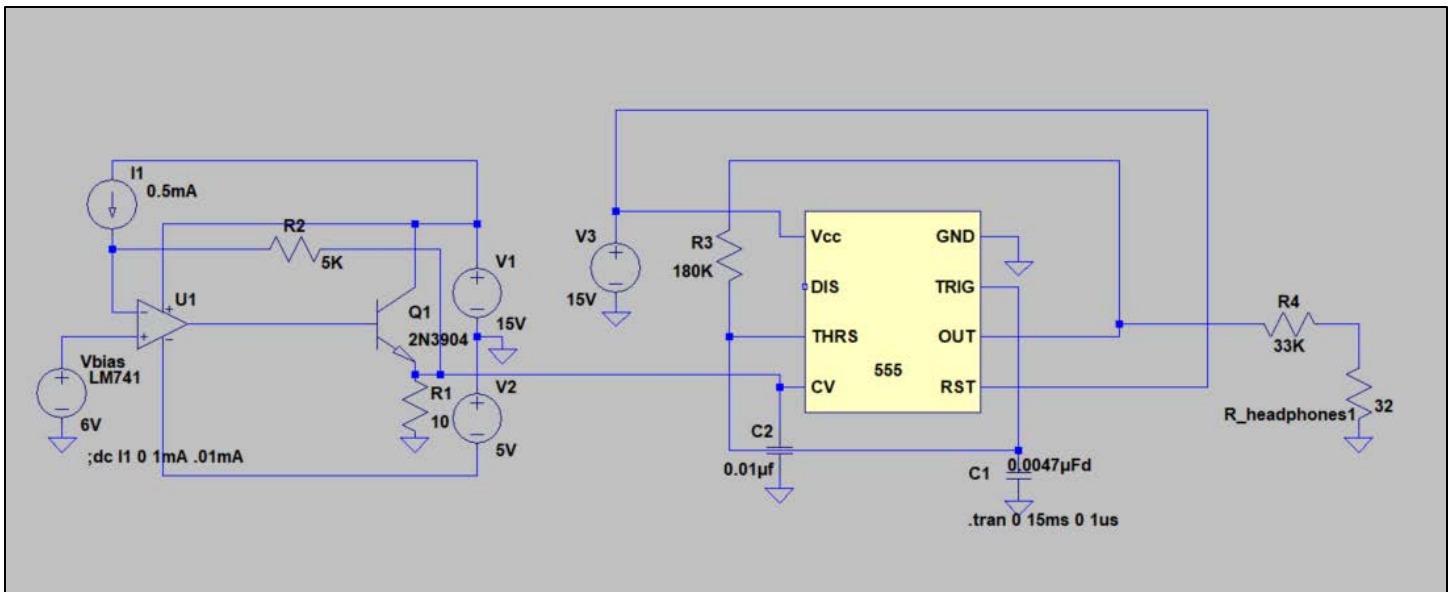 I1
0.5mA
R2
5K
U1
Vbias
LM741
6V
;dc I1 0 1mA .01mA
Q1
2N3904
R1
10
V1
15V
V2
5V
V3
15V
R3
180K
Vcc
DIS
THRS
CV
GND
TRIG
OUT
RST
555
C2
0.01µf
C1
0.0047µFd
.tran 0 15ms 0 1us
R4
33K
R_headphones1
32